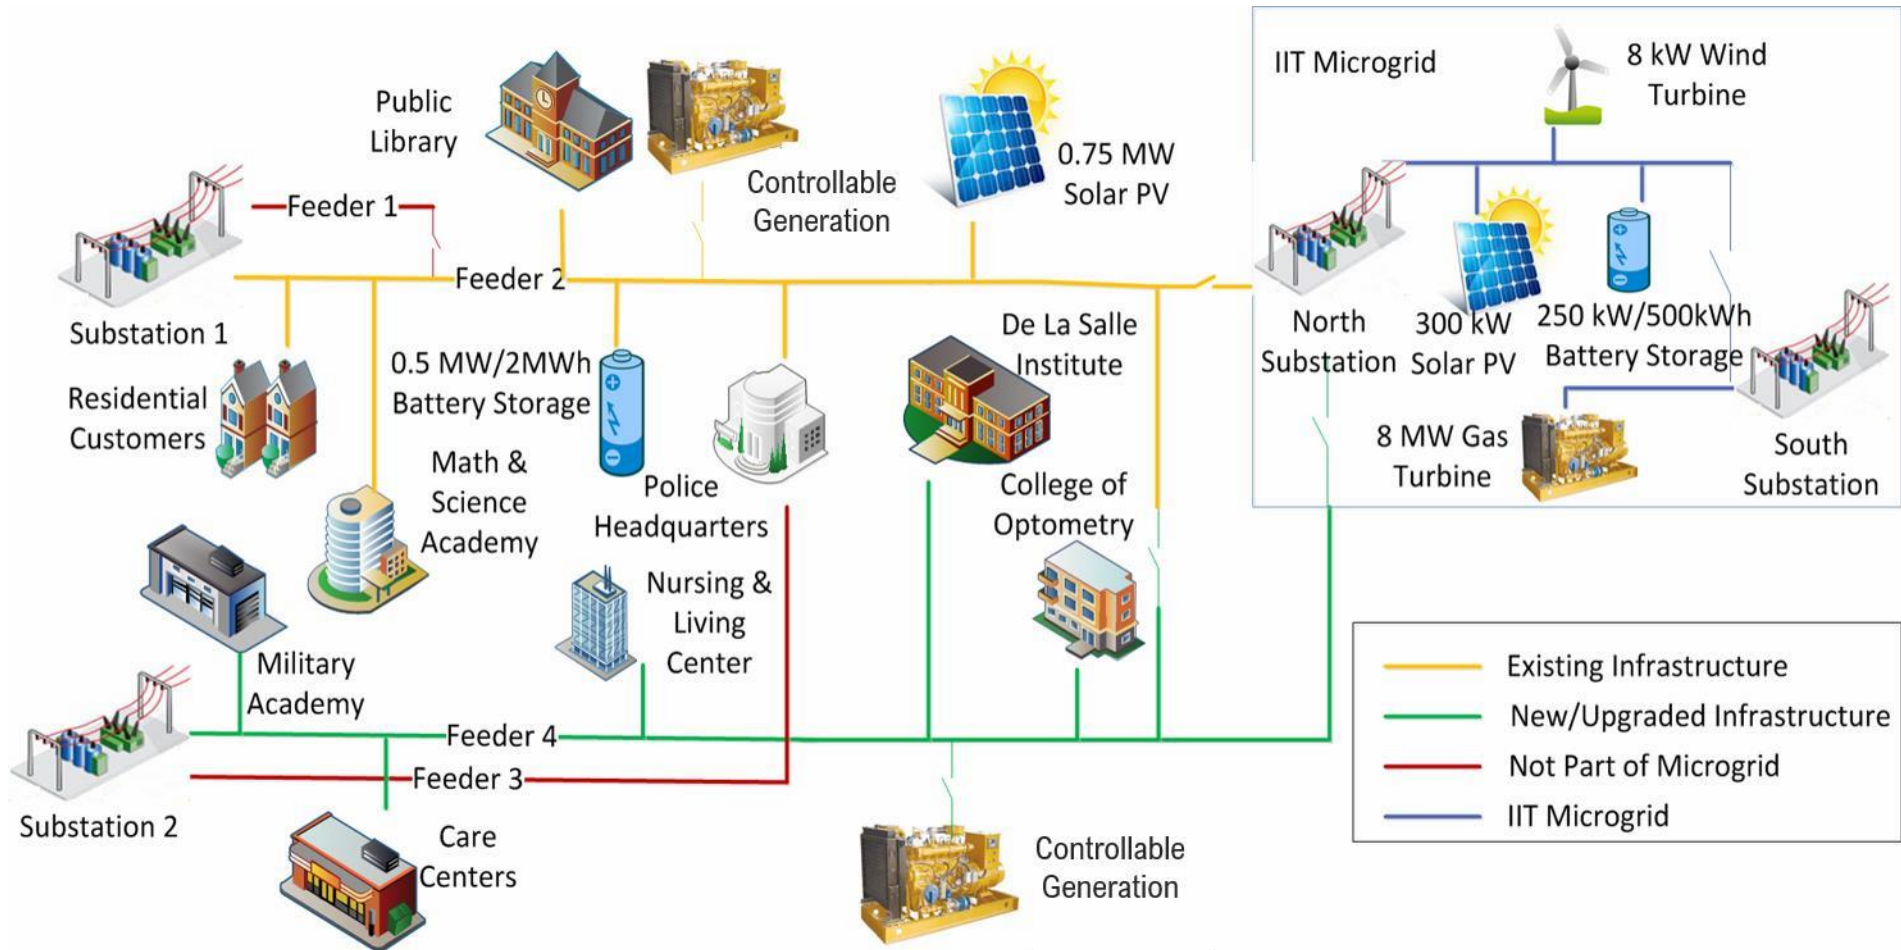 Public
Library
Controllable
Generation
0.75 MW
Solar PV
IIT Microgrid
8 kW Wind
Turbine
Feeder 1
Feeder 2
Substation 1
Residential
Customers
0.5 MW/2MWh
Battery Storage
Math &
Science
Academy
Police
Headquarters
De La Salle
Institute
College of
Optometry
North
Substation
300 kW
Solar PV
250 kW/500kWh
Battery Storage
8 MW Gas
Turbine
South
Substation
Military
Academy
Nursing &
Living
Center
Feeder 4
Feeder 3
Substation 2
Care
Centers
Controllable
Generation
Existing Infrastructure
New/Upgraded Infrastructure
Not Part of Microgrid
IIT Microgrid